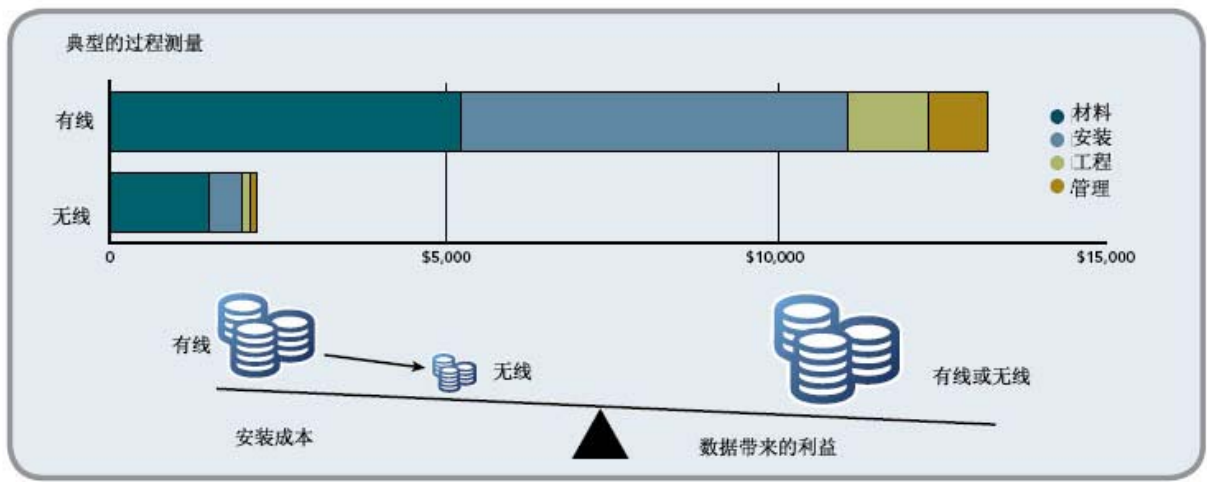 典型的过程测量
有线
无线
材料
安装
工程
管理
0
$5,000
$10,000
$15,000
有线
无线
有线或无线
安装成本
数据带来的利益